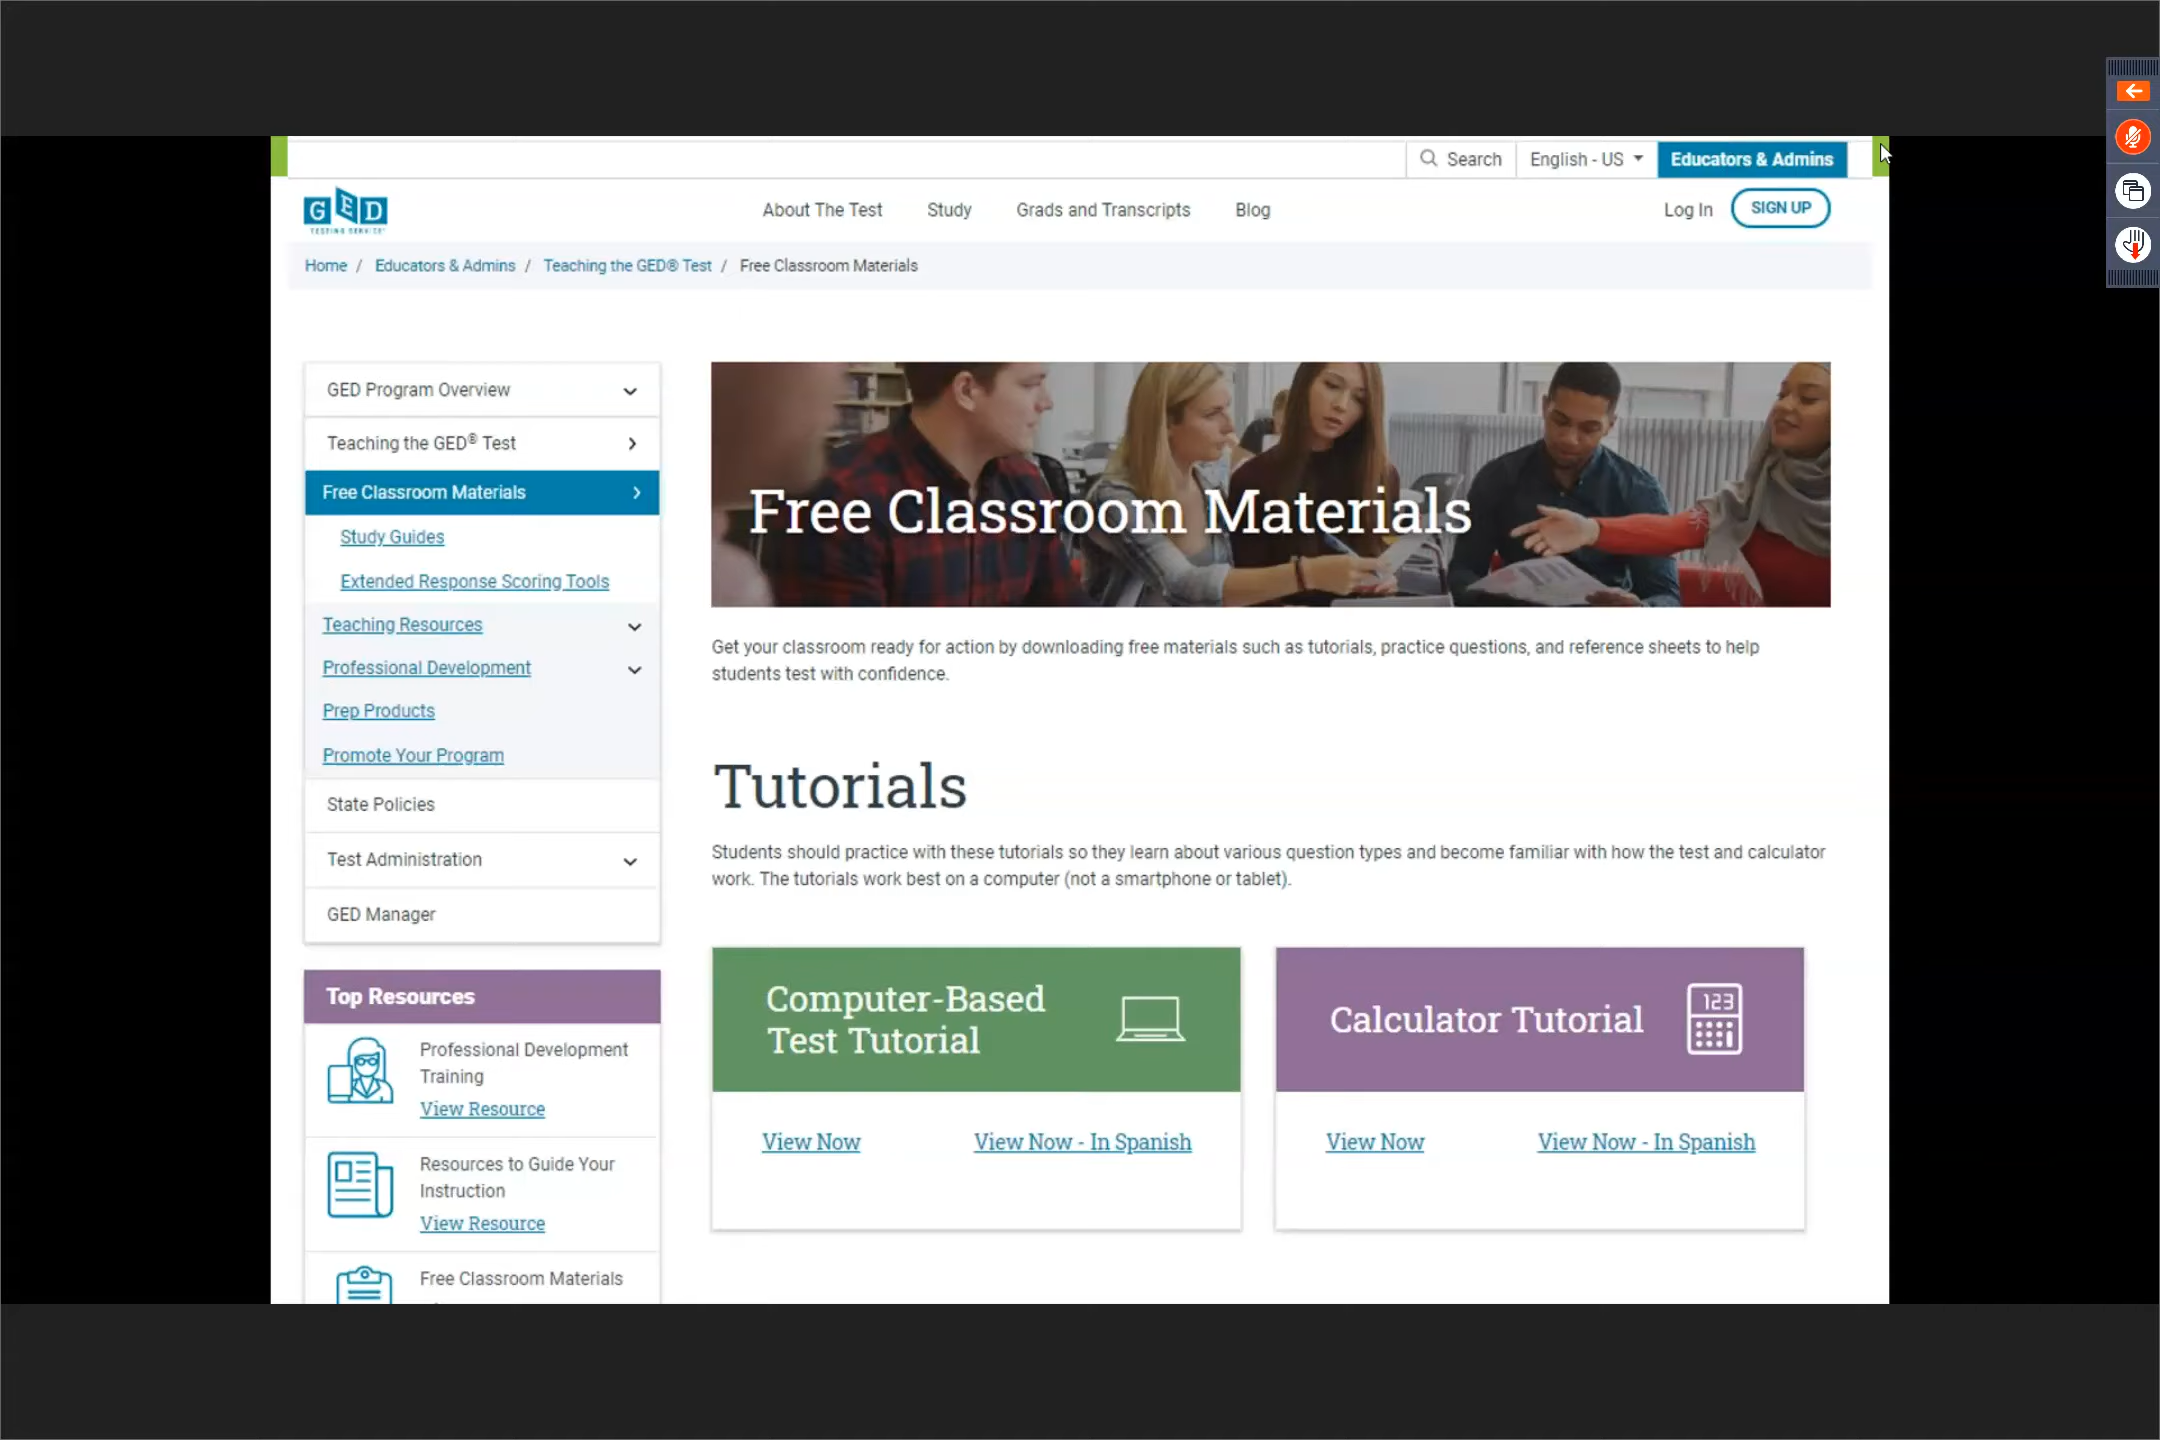 Search
English - US
Educators & Admins
GED
TESTING SERVICE®
About The Test
Study
Grads and Transcripts
Blog
Log In
SIGN UP
Home / Educators & Admins / Teaching the GED® Test / Free Classroom Materials
GED Program Overview
Teaching the GED® Test
Free Classroom Materials
Study Guides
Extended Response Scoring Tools
Teaching Resources
Professional Development
Prep Products
Promote Your Program
State Policies
Test Administration
GED Manager
Top Resources
Professional Development
Training
View Resource
Resources to Guide Your
Instruction
View Resource
Free Classroom Materials
Free Classroom Materials
Get your classroom ready for action by downloading free materials such as tutorials, practice questions, and reference sheets to help
students test with confidence.
Tutorials
Students should practice with these tutorials so they learn about various question types and become familiar with how the test and calculator
work. The tutorials work best on a computer (not a smartphone or tablet).
Computer-Based
Test Tutorial
View Now
View Now - In Spanish
Calculator Tutorial
123
View Now
View Now - In Spanish